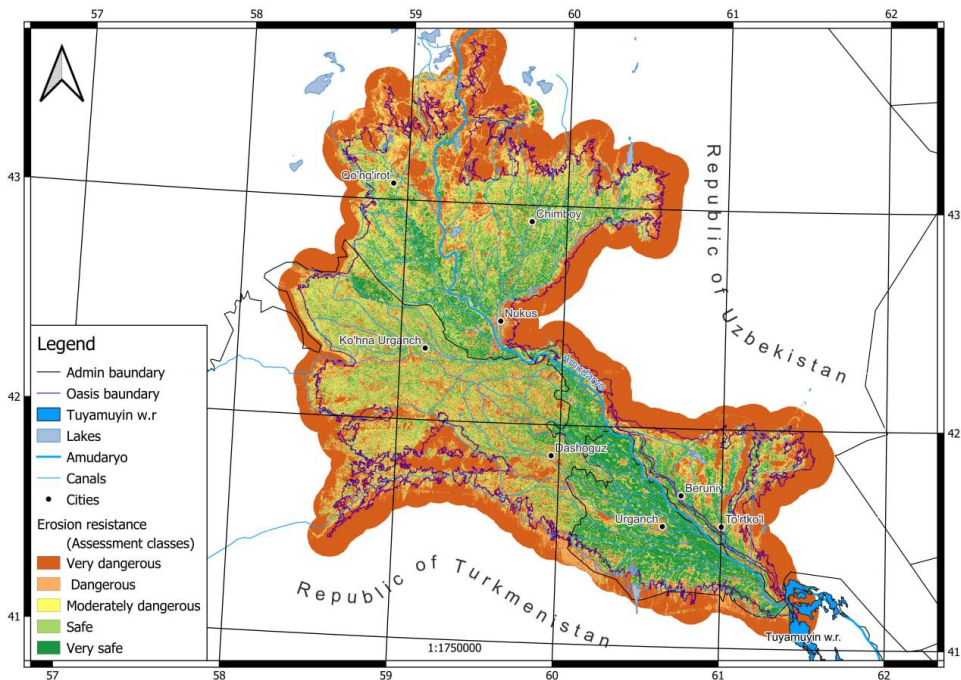 57
58
59
60
61
62
43
43
42
42
41
41
Qo'ng'irot
Chimboy
Nukus
Ko'hna Urganch
Amudaryo
Dashoguz
Beruniy
Urganch
To'rtko'l
Tuyamuyin w.r.
Republic of Uzbekistan
Republic of Turkmenistan
Legend
Admin boundary
Oasis boundary
Tuyamuyin w.r
Lakes
Amudaryo
Canals
Cities
Erosion resistance
(Assessment classes)
Very dangerous
Dangerous
Moderately dangerous
Safe
Very safe
1:1750000
57
58
59
60
61
62